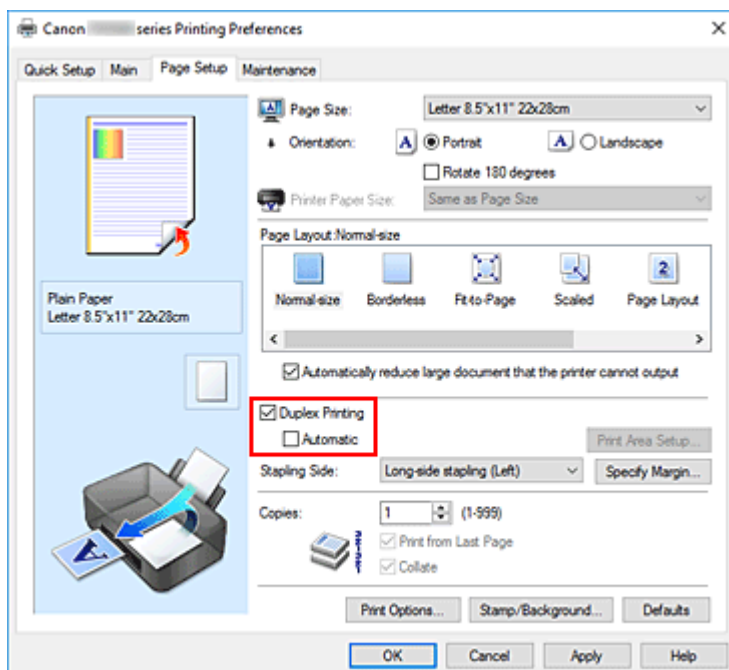 Canon series Printing Preferences
Quick Setup Main Page Setup Maintenance
Page Size: Letter 8.5"x11" 22x28cm
Orientation: A Portrait A Landscape
Rotate 180 degrees
Printer Paper Size: Same as Page Size
Page Layout:Normal-size
Normal-size Borderless Fit-to-Page Scaled 2 Page Layout
Plain Paper
Letter 8.5"x11" 22x28cm
Automatically reduce large document that the printer cannot output
Duplex Printing
Automatic
Print Area Setup...
Stapling Side: Long-side stapling (Left) Specify Margin...
Copies: 1 (1-999)
Print from Last Page
Collate
A
Print Options... Stamp/Background... Defaults
OK Cancel Apply Help